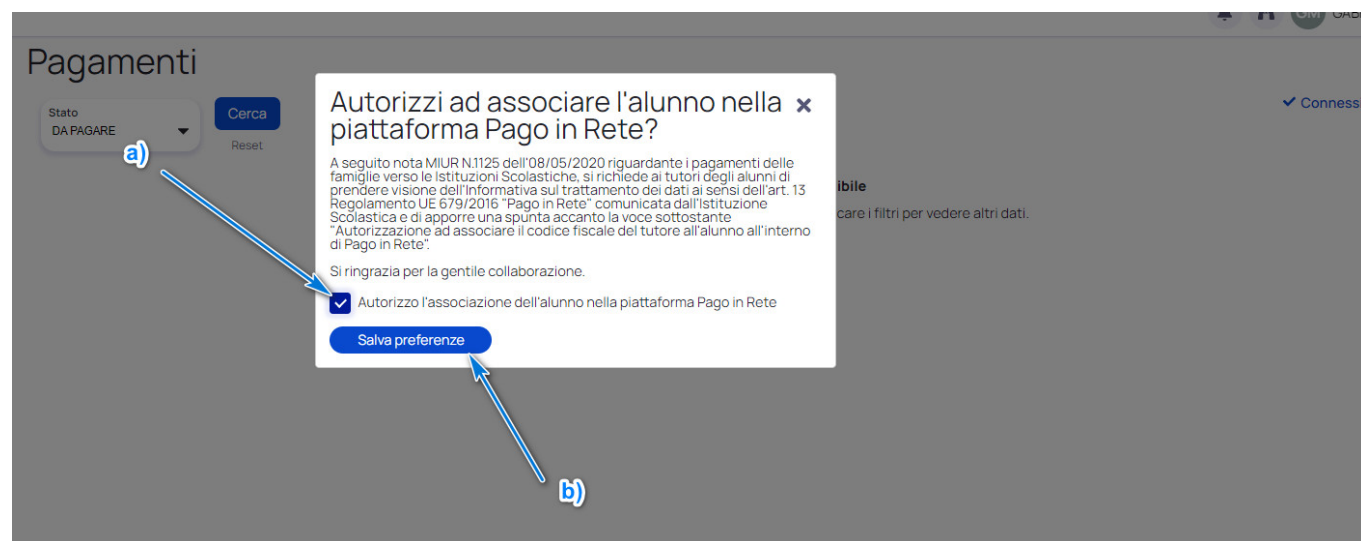 GM
Pagamenti
Stato
DA PAGARE
Cerca
Reset
a)
Autorizzi ad associare l'alunno nella
piattaforma Pago in Rete?
A seguito nota MIUR N.1125 dell'08/05/2020 riguardante i pagamenti delle
famiglie verso le Istituzioni Scolastiche, si richiede ai tutori degli alunni di
prendere visione dell'Informativa sul trattamento dei dati ai sensi dell'art. 13
Regolamento UE 679/2016 "Pago in Rete" comunicata dall'Istituzione
Scolastica e di apporre una spunta accanto la voce sottostante
"Autorizzazione ad associare il codice fiscale del tutore all'alunno all'interno
di Pago in Rete".
Si ringrazia per la gentile collaborazione.
Autorizzo l'associazione dell'alunno nella piattaforma Pago in Rete
Salva preferenze
b)
Connessi
ibile
care i filtri per vedere altri dati.